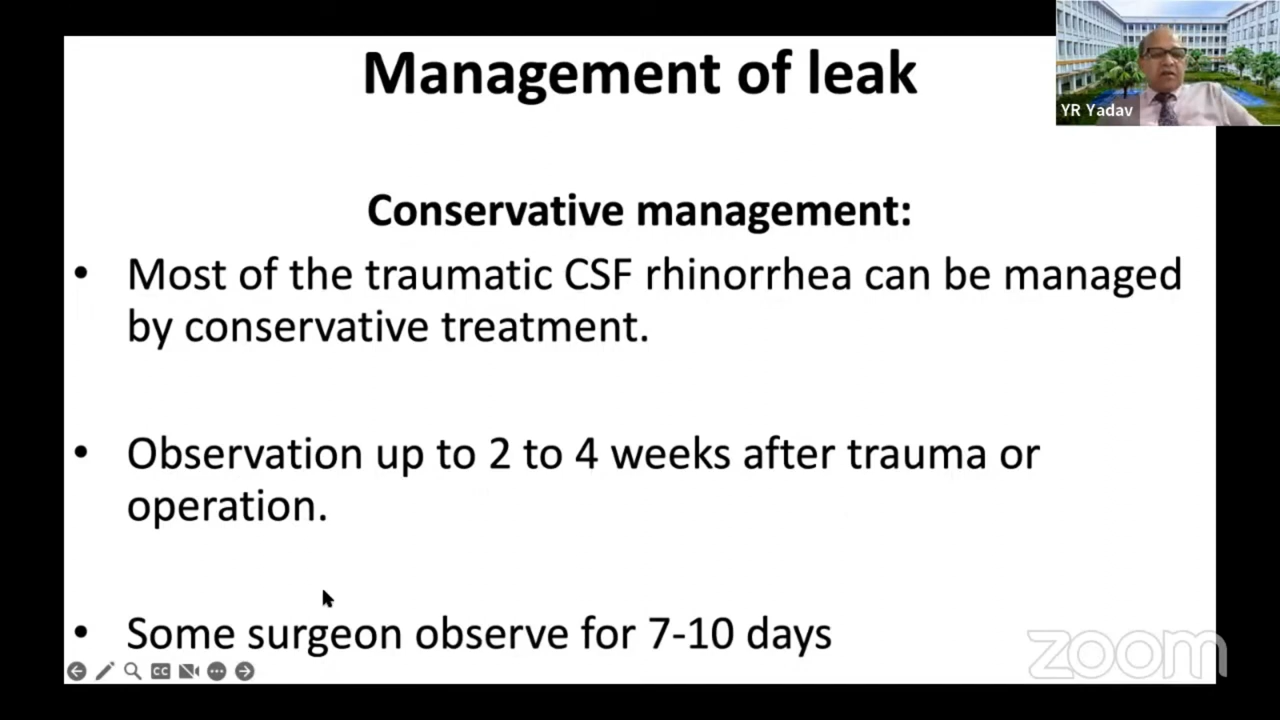 Management of leak
YR Yadav
Conservative management:
• Most of the traumatic CSF rhinorrhea can be managed
by conservative treatment.
• Observation up to 2 to 4 weeks after trauma or
operation.
• Some surgeon observe for 7-10 days
CC
zoom